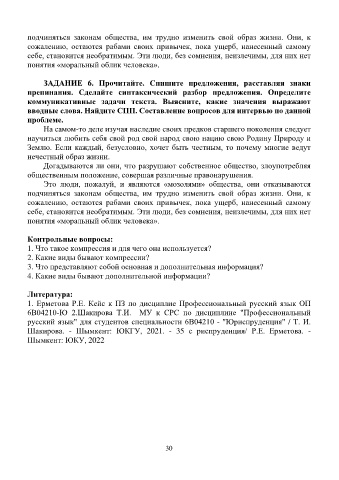 подчиняться законам общества, им трудно изменить свой образ жизни. Они, к
сожалению, остаются рабами своих привычек, пока ущерб, нанесенный самому
себе, становится необратимым. Эти люди, без сомнения, неизлечимы, для них нет
понятия «моральный облик человека».
ЗАДАНИЕ 6. Прочитайте. Спишите предложения, расставляя знаки
препинания. Сделайте синтаксический разбор предложения. Определите
коммуникативные задачи текста. Выясните, какие значения выражают
вводные слова. Найдите СПП. Составление вопросов для интервью по данной
проблеме.
На самом-то деле изучая наследие своих предков старшего поколения следует
научиться любить себя свой род свой народ свою нацию свою Родину Природу и
Землю. Если каждый, безусловно, хочет быть честным, то почему многие ведут
нечестный образ жизни.
Догадываются ли они, что разрушают собственное общество, злоупотребляя
общественным положение, совершая различные правонарушения.
Это люди, пожалуй, и являются «мозолями» общества, они отказываются
подчиняться законам общества, им трудно изменить свой образ жизни. Они, к
сожалению, остаются рабами своих привычек, пока ущерб, нанесенный самому
себе, становится необратимым. Эти люди, без сомнения, неизлечимы, для них нет
понятия «моральный облик человека».
Контрольные вопросы:
1. Что такое компрессия и для чего она используется?
2. Какие виды бывают компрессии?
3. Что представляют собой основная и дополнительная информация?
4. Какие виды бывают дополнительной информации?
Литература:
1. Ерметова Р.Е. Кейс к ПЗ по дисциплие Профессиональный русский язык ОП
6В04210-Ю 2.Шакирова Т.И. МУ к СРС по дисциплине "Профессиональный
русский язык" для студентов специальности 6В04210 - "Юриспруденция" / Т. И.
Шакирова. - Шымкент: ЮКГУ, 2021. - 35 с риспруденция/ Р.Е. Ерметова. -
Шымкент: ЮКУ, 2022
30